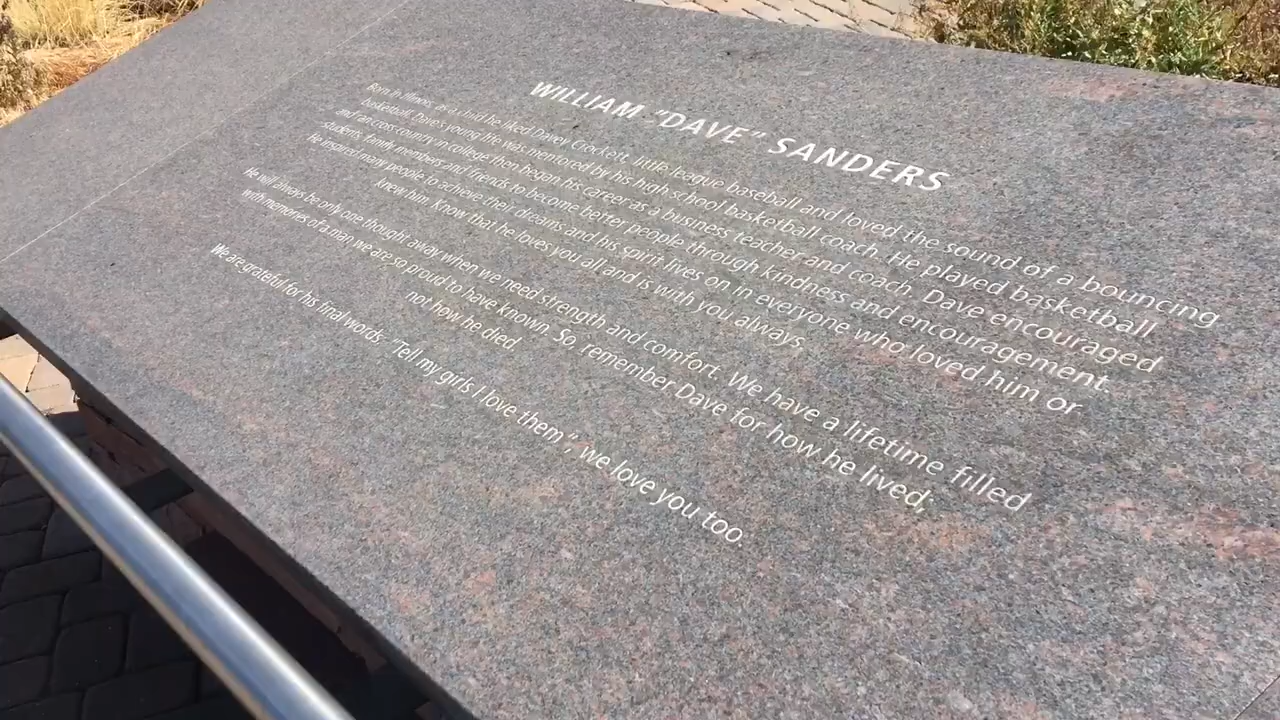 WILLIAM "DAVE" SANDERS
Born in Illinois, as a child he liked Davey Crockett, little league baseball and loved the sound of a bouncing
basketball. Dave's young life was mentored by his high school basketball coach. He played basketball
and ran cross country in college then began his career as a business teacher and coach. Dave encouraged
students, family members and friends to become better people through kindness and encouragement.
He inspired many people to achieve their dreams and his spirit lives on in everyone who loved him or
knew him. Know that he loves you all and is with you always.
He will always be only one thought away when we need strength and comfort. We have a lifetime filled
with memories of a man we are so proud to have known. So, remember Dave for how he lived,
not how he died.
We are grateful for his final words, "Tell my girls I love them"; we love you too.